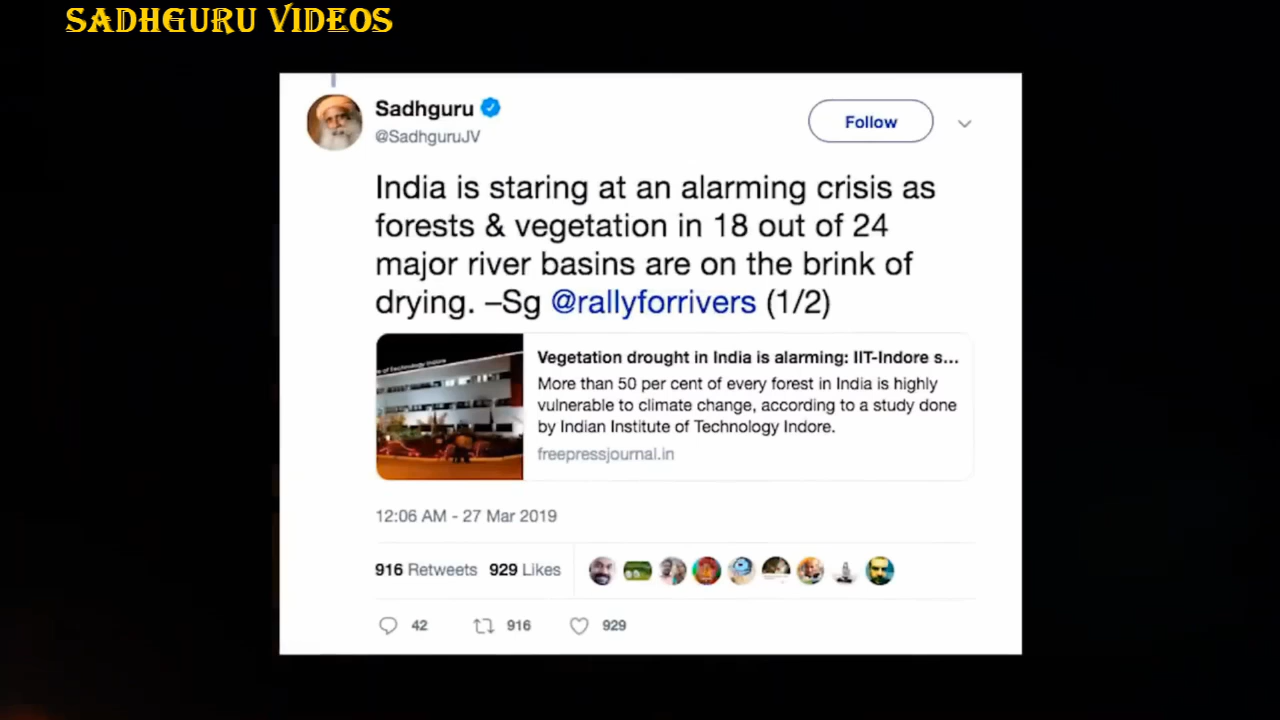 SADHGURU VIDEOS
Sadhguru
@SadhguruJV
Follow
India is staring at an alarming crisis as
forests & vegetation in 18 out of 24
major river basins are on the brink of
drying. –Sg @rallyforrivers (1/2)
Vegetation drought in India is alarming: IIT-Indore s...
More than 50 per cent of every forest in India is highly
vulnerable to climate change, according to a study done
by Indian Institute of Technology Indore.
freepressjournal.in
12:06 AM - 27 Mar 2019
916 Retweets 929 Likes
42 916 929